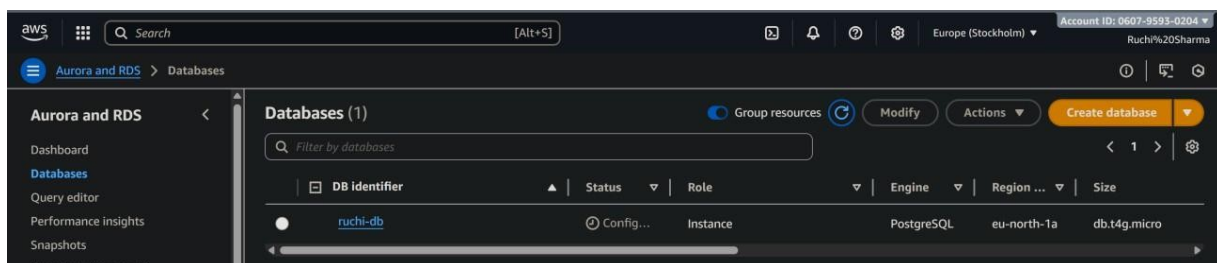 aws
Search [Alt+S] Europe (Stockholm) Account ID: 0607-9593-0204
Ruchi%20Sharma
Aurora and RDS > Databases
Aurora and RDS
Dashboard
Databases
Query editor
Performance insights
Snapshots
Databases (1) Group resources Modify Actions Create database
Filter by databases 1
DB identifier Status Role Engine Region ... Size
ruchi-db Config... Instance PostgreSQL eu-north-1a db.t4g.micro